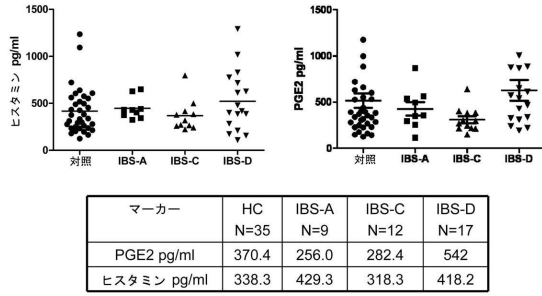 1500
1000
500
0
ヒスタミン pg/ml
対照 IBS-A IBS-C IBS-D
1500
1000
500
0
PGE2 pg/ml
対照 IBS-A IBS-C IBS-D
マーカー HC IBS-A IBS-C IBS-D
N=35 N=9 N=12 N=17
PGE2 pg/ml 370.4 256.0 282.4 542
ヒスタミン pg/ml 338.3 429.3 318.3 418.2